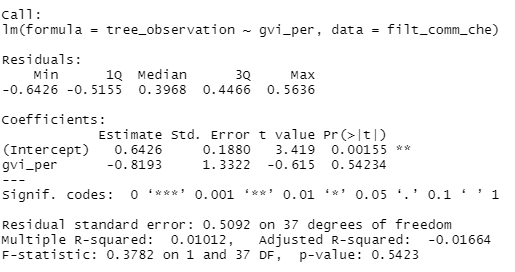 Call:
lm(formula = tree_observation ~ gvi_per, data = filt_comm_che)
Residuals:
Min 1Q Median 3Q Max
-0.6426 -0.5155 0.3968 0.4466 0.5636
Coefficients:
Estimate Std. Error t value Pr(>|t|)
(Intercept) 0.6426 0.1880 3.419 0.00155 **
gvi_per -0.8193 1.3322 -0.615 0.54234
---
Signif. codes: 0 ‘***’ 0.001 ‘**’ 0.01 ‘*’ 0.05 ‘.’ 0.1 ‘ ’ 1
Residual standard error: 0.5092 on 37 degrees of freedom
Multiple R-squared: 0.01012, Adjusted R-squared: -0.01664
F-statistic: 0.3782 on 1 and 37 DF, p-value: 0.5423